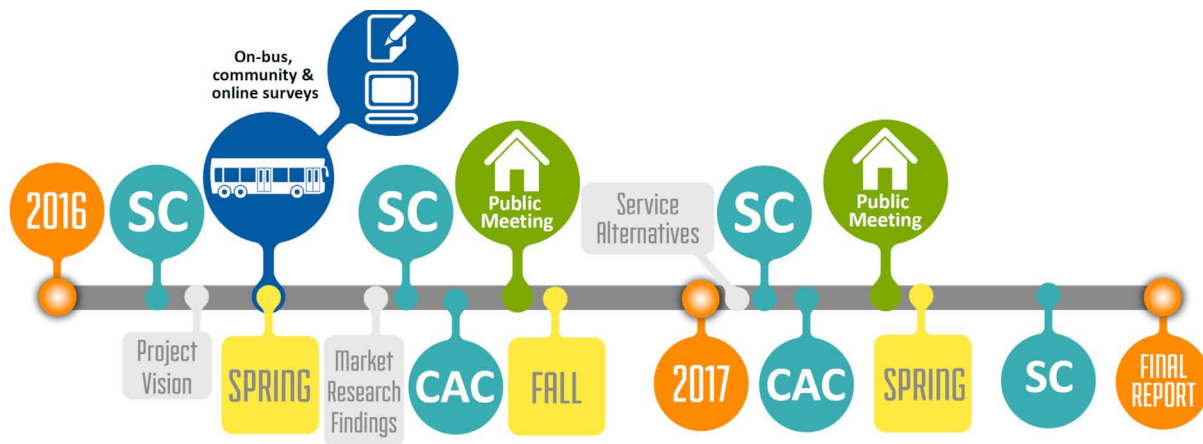 On-bus,
community &
online surveys
2016
SC
SC
Public
Meeting
Service
Alternatives
SC
Public
Meeting
Project
Vision
SPRING
Market
Research
Findings
CAC
FALL
2017
CAC
SPRING
SC
FINAL
REPORT